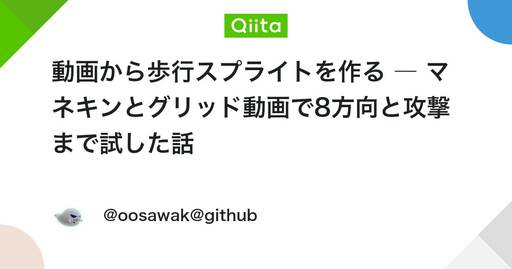 Qiita
動画から歩行スプライトを作る ― マ
ネキンとグリッド動画で8方向と攻撃
まで試した話
@oosawak@github